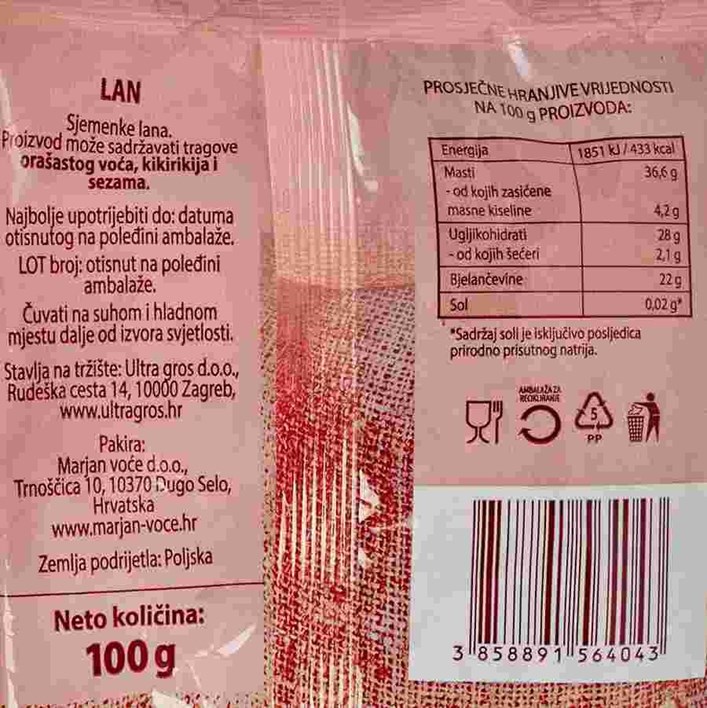 LAN
Sjemenke lana.
Proizvod može sadržavati tragove
orašastog voća, kikirikija i
sezama.
Najbolje upotrijebiti do: datuma
otisnutog na poleđini ambalaže.
LOT broj: otisnut na poleđini
ambalaže.
Čuvati na suhom i hladnom
mjestu dalje od izvora svjetlosti.
Stavlja na tržište: Ultra gros d.o.o.,
Rudeška cesta 14, 10000 Zagreb,
www.ultragros.hr
Pakira:
Marjan voće d.o.o.,
Trnoščica 10, 10370 Dugo Selo,
Hrvatska
www.marjan-voce.hr
Zemlja podrijetla: Poljska
Neto količina:
100 g
PROSJEČNE HRANJIVE VRIJEDNOSTI
NA 100 g PROIZVODA:
Energija 1851 kJ / 433 kcal
Masti 36,6 g
- od kojih zasićene
masne kiseline 4,2 g
Ugljikohidrati 28 g
- od kojih šećeri 2,1 g
Bjelančevine 22 g
Sol 0,02 g*
*Sadržaj soli je isključivo posljedica
prirodno prisutnog natrija.
AMBALAŽA ZA
RECIKLIRANJE
5
PP
3 858891 564043